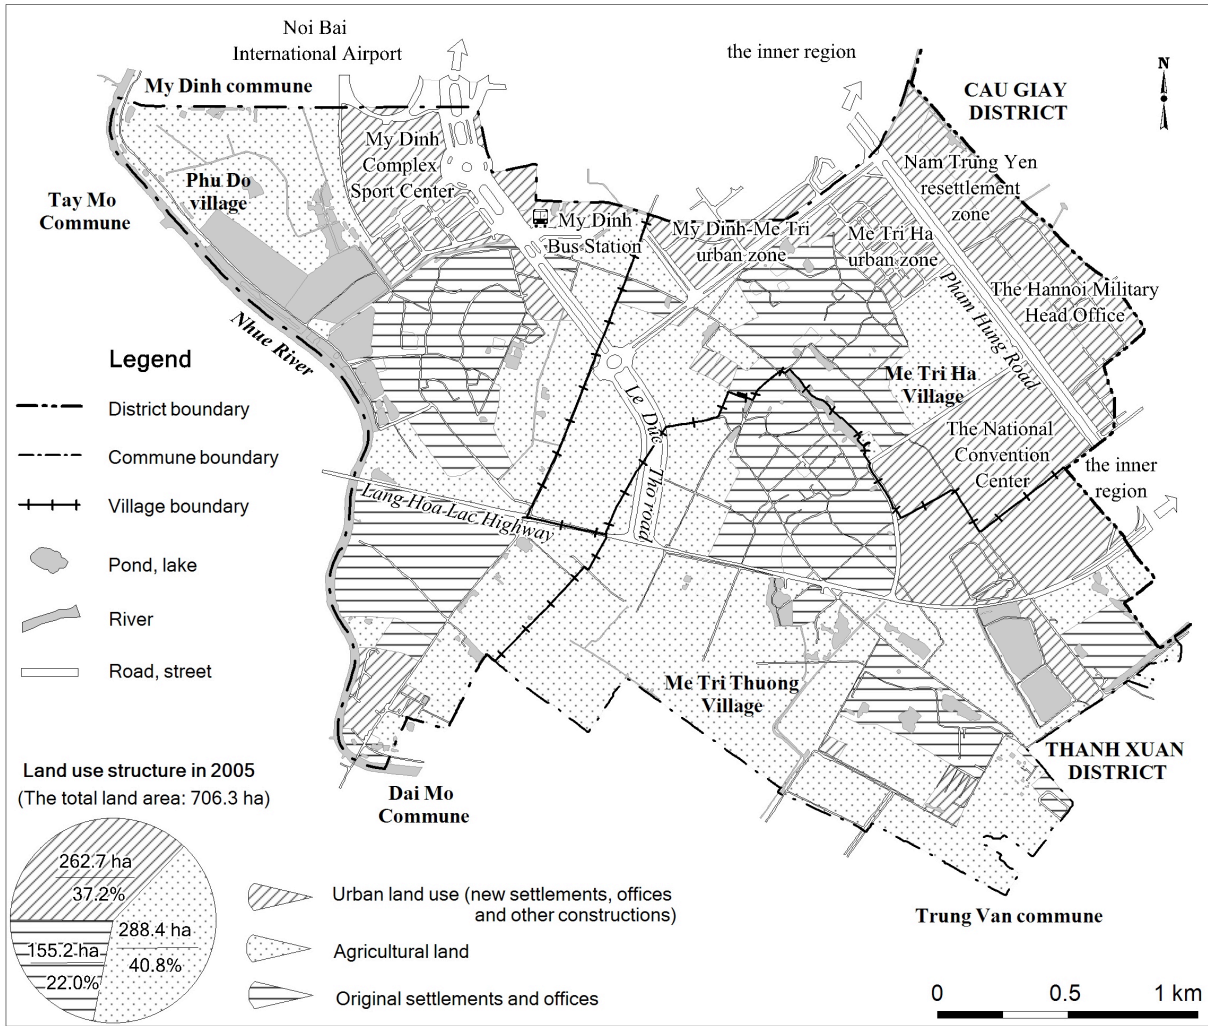 Noi Bai
International Airport
the inner region
N
My Dinh commune
CAU GIAY
DISTRICT
My Dinh
Complex
Sport Center
Nam Trung Yen
resettlement
zone
Phu Do
village
Tay Mo
Commune
My Dinh
Bus Station
My Dinh-Me Tri
urban zone
Me Tri Ha
urban zone
Pham Hung Road
The Hannoi Military
Head Office
Nhue River
Legend
District boundary
Commune boundary
Village boundary
Pond, lake
River
Road, street
Me Tri Ha
Village
Le Duc
Tho road
The National
Convention
Center
the inner
region
Lang-Hoa-Lac Highway
Me Tri Thuong
Village
THANH XUAN
DISTRICT
Dai Mo
Commune
Trung Van commune
Land use structure in 2005
(The total land area: 706.3 ha)
262.7 ha
37.2%
288.4 ha
40.8%
155.2 ha
22.0%
Urban land use (new settlements, offices
and other constructions)
Agricultural land
Original settlements and offices
0 0.5 1 km